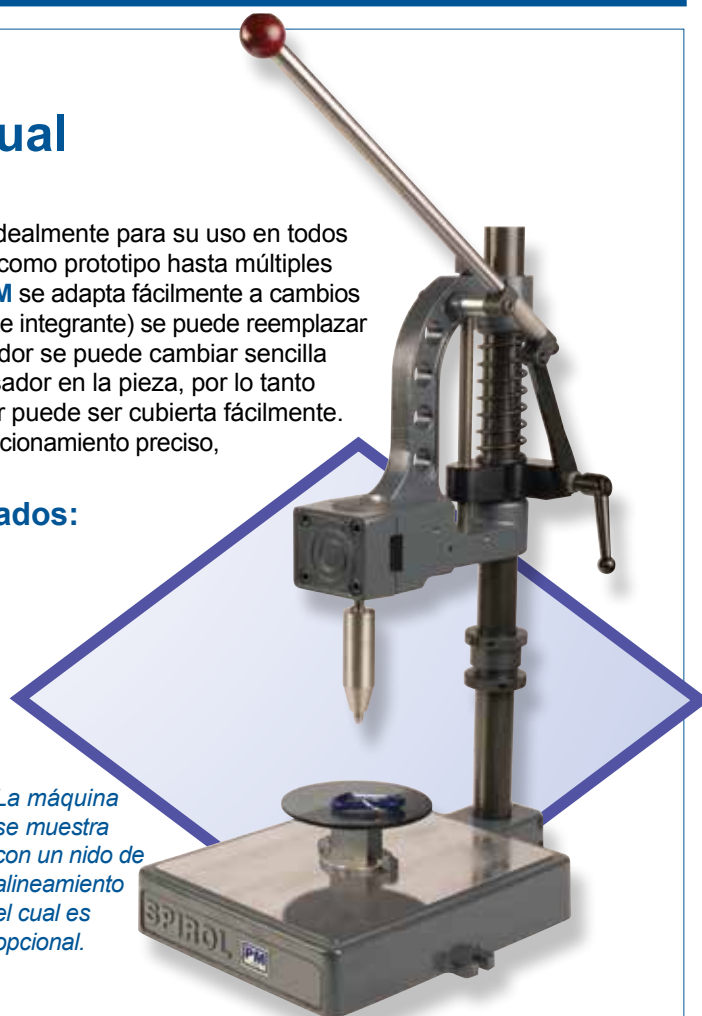 ual
dealmente para su uso en todos
como prototipo hasta múltiples
M se adapta fácilmente a cambios
e integrante) se puede reemplazar
dor se puede cambiar sencilla
sador en la pieza, por lo tanto
r puede ser cubierta fácilmente.
cionamiento preciso,
ados:
La máquina
se muestra
con un nido de
alineamiento
el cual es
opcional.
SPIROL PM